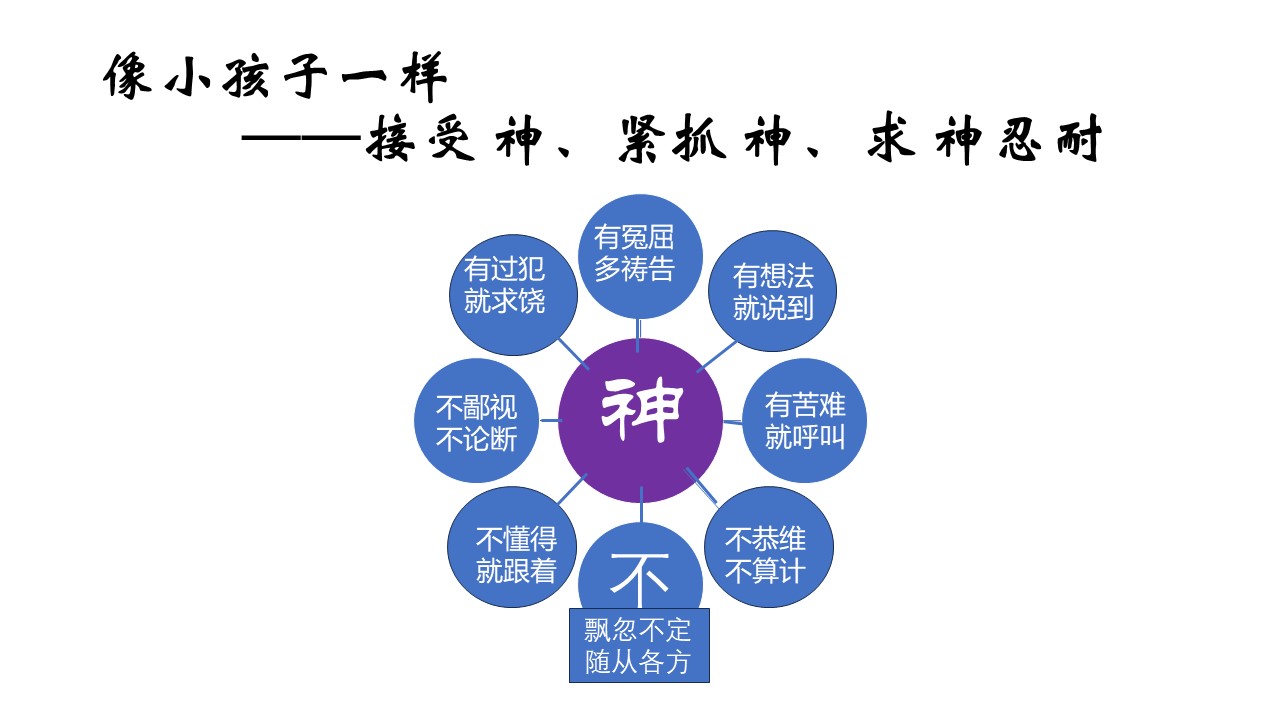 像小孩子一样
——接受神、紧抓神、求神忍耐
有冤屈
多祷告
有过犯
就求饶
有想法
就说到
神
不鄙视
不论断
有苦难
就呼叫
不懂得
就跟着
不恭维
不算计
不
飘忽不定
随从各方